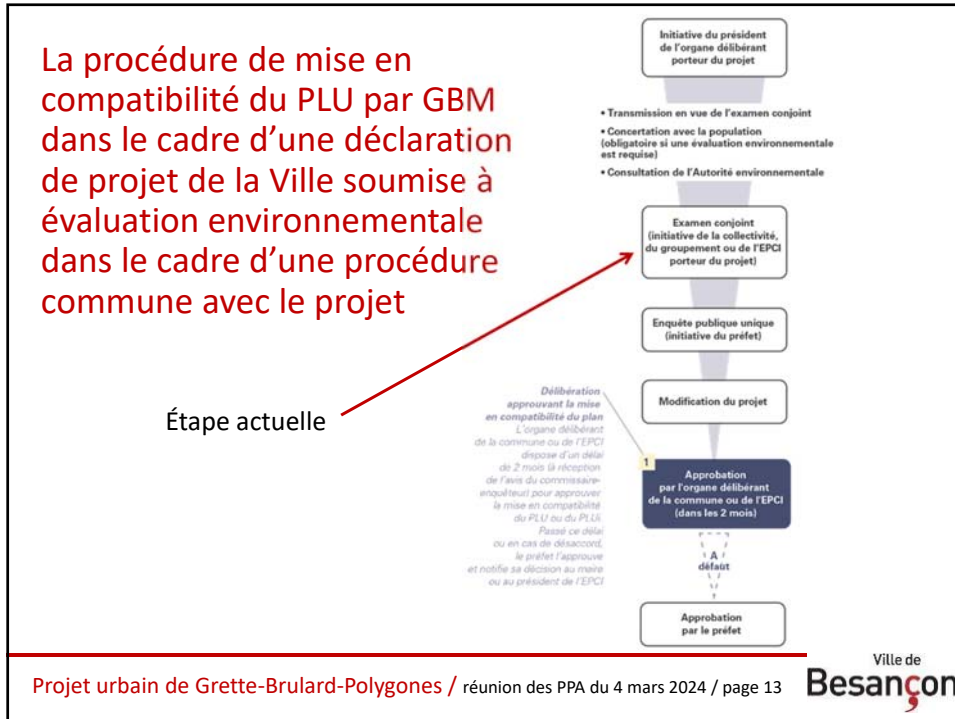 La procédure de mise en
compatibilité du PLU par GBM
dans le cadre d'une déclaration
de projet de la Ville soumise à
évaluation environnementale
dans le cadre d'une procédure
commune avec le projet
Étape actuelle
Initiative du président
de l'organe délibérant
porteur du projet
• Transmission en vue de l'examen conjoint
• Concertation avec la population
(obligatoire si une évaluation environnementale
est requise)
• Consultation de l'Autorité environnementale
Examen conjoint
(initiative de la collectivité,
du groupement ou de l'EPCI
porteur du projet)
Enquête publique unique
(initiative du préfet)
Modification du projet
Délibération
approuvant la mise
en compatibilité du plan
L'organe délibérant
de la commune ou de l'EPCI
dispose d'un délai
de 2 mois (à réception
de l'avis du commissaire-
enquêteur) pour approuver
la mise en compatibilité
du PLU ou du PLUi.
Passé ce délai
ou en cas de désaccord,
le préfet l'approuve
et notifie sa décision au maire
ou au président de l'EPCI
1
Approbation
par l'organe délibérant
de la commune ou de l'EPCI
(dans les 2 mois)
A
défaut
Approbation
par le préfet
Projet urbain de Grette-Brulard-Polygones / réunion des PPA du 4 mars 2024 / page 13
Ville de
Besançon